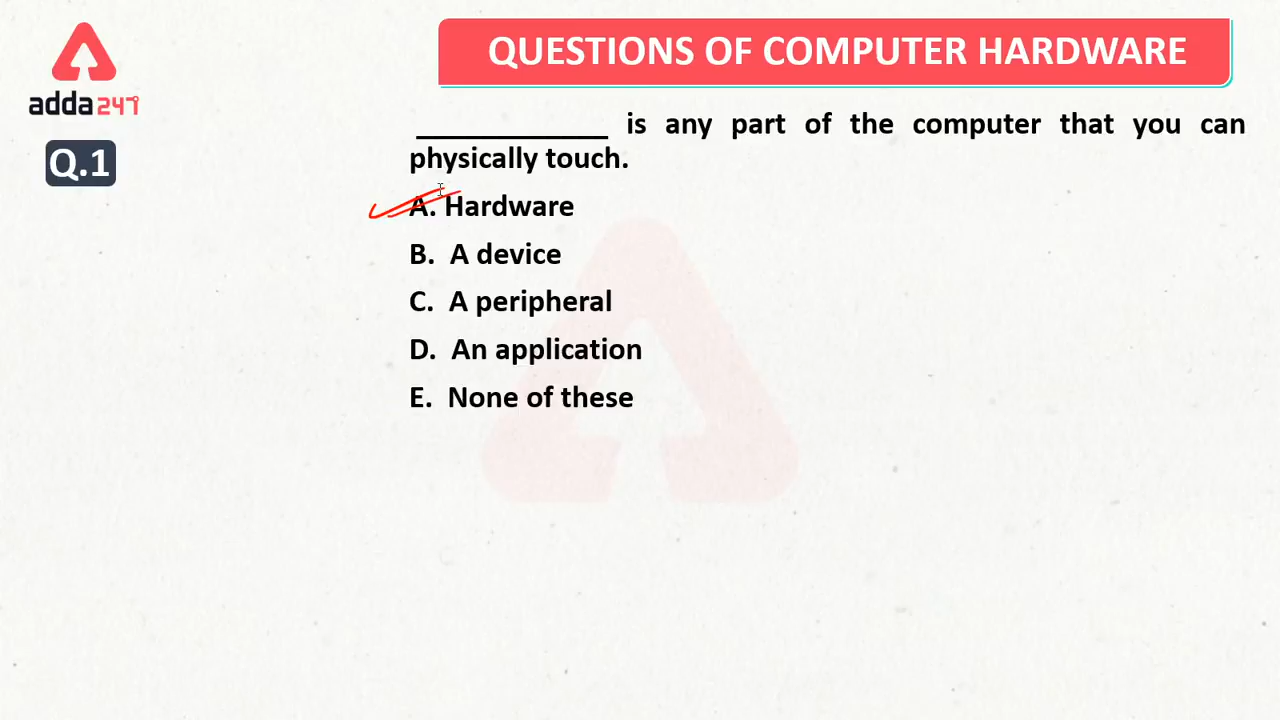 QUESTIONS OF COMPUTER HARDWARE
adda247
Q.1
____________ is any part of the computer that you can
physically touch.
A. Hardware
B. A device
C. A peripheral
D. An application
E. None of these